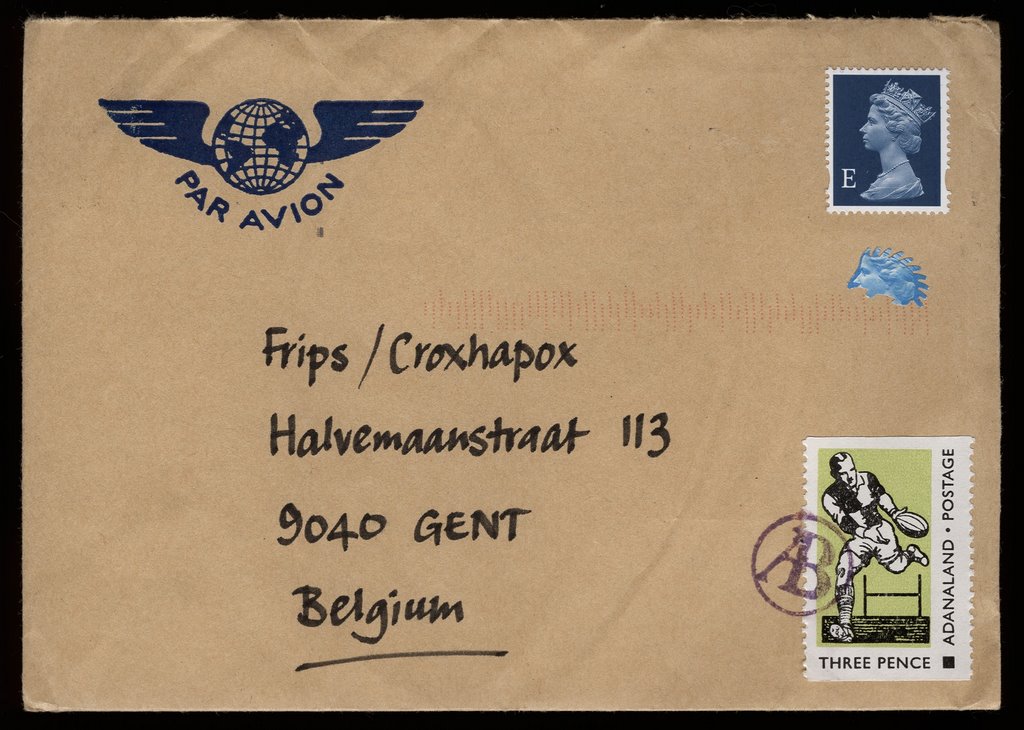 PAR AVION
E
Frips / Croxhapox
Halvemaanstraat 113
9040 GENT
Belgium
AB
THREE PENCE
ADANALAND • POSTAGE